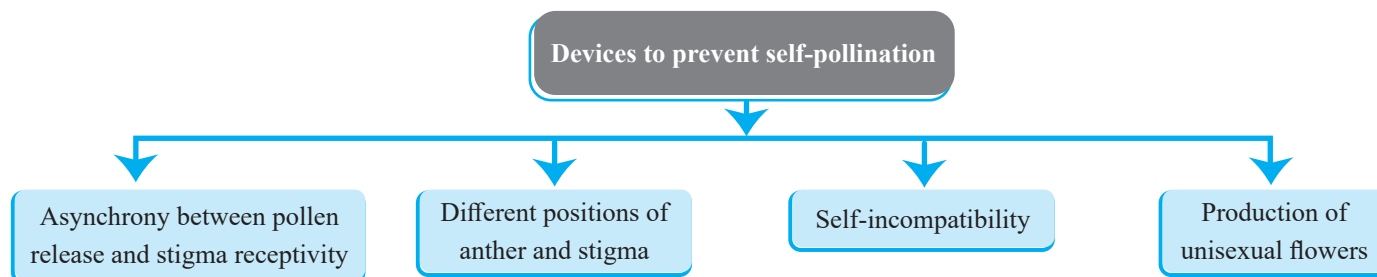 Devices to prevent self-pollination
Asynchrony between pollen
release and stigma receptivity
Different positions of
anther and stigma
Self-incompatibility
Production of
unisexual flowers